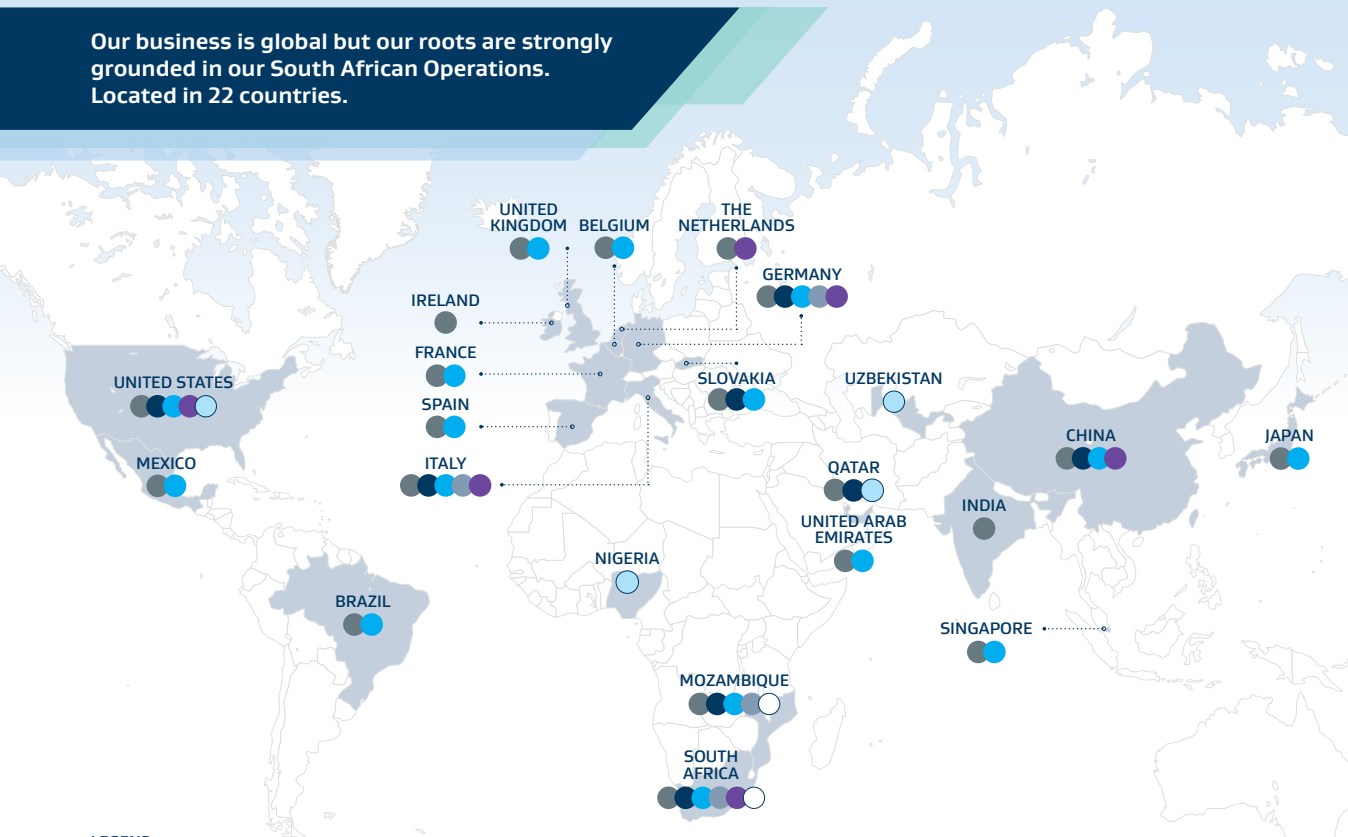 Our business is global but our roots are strongly
grounded in our South African Operations.
Located in 22 countries.
UNITED
KINGDOM
BELGIUM
THE
NETHERLANDS
GERMANY
IRELAND
FRANCE
SPAIN
ITALY
SLOVAKIA
UZBEKISTAN
UNITED STATES
MEXICO
CHINA
JAPAN
QATAR
INDIA
UNITED ARAB
EMIRATES
NIGERIA
BRAZIL
SINGAPORE
MOZAMBIQUE
SOUTH
AFRICA
LEGEND